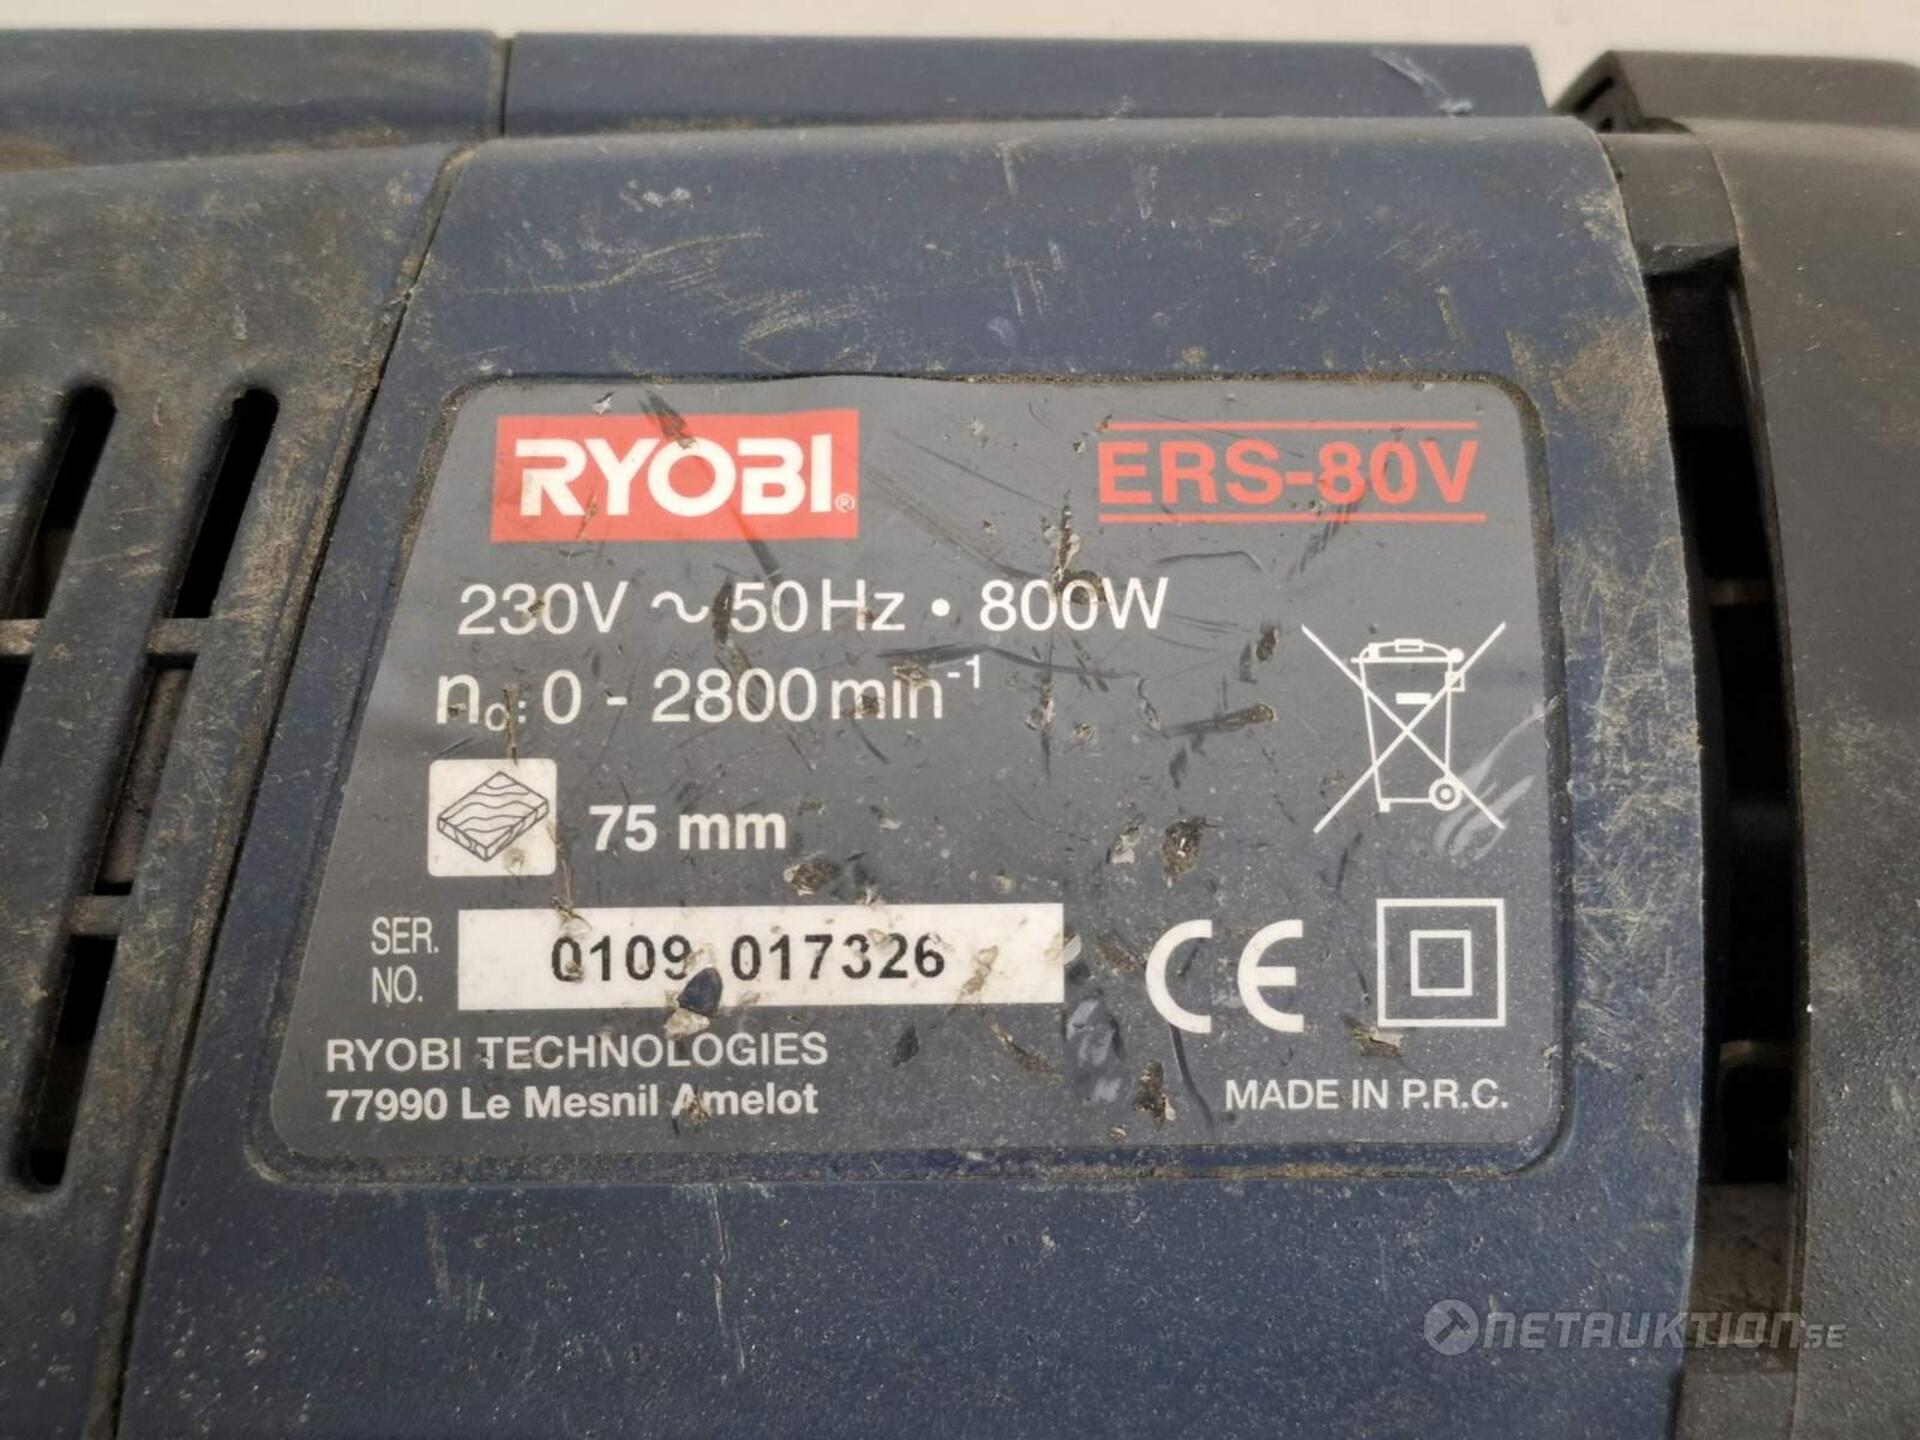 RYOBI®
ERS-80V
230V ~ 50Hz • 800W
n₀: 0 - 2800 min⁻¹
75 mm
SER. NO. 0109 017326
CE
RYOBI TECHNOLOGIES
77990 Le Mesnil Amelot
MADE IN P.R.C.
NETAUKTION.SE